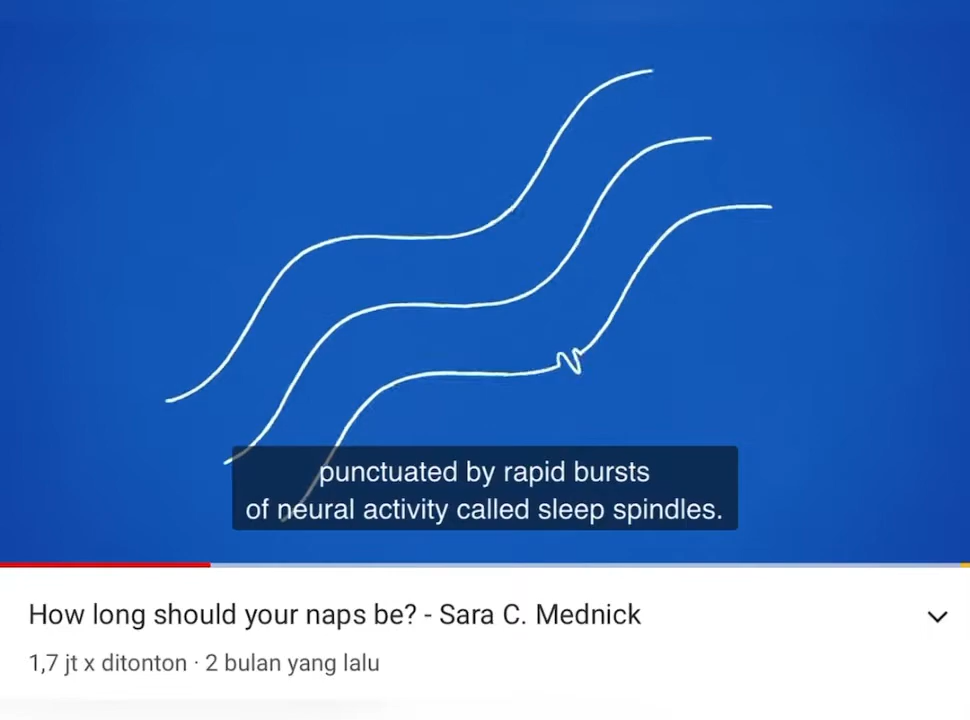 punctuated by rapid bursts
of neural activity called sleep spindles.
How long should your naps be? - Sara C. Mednick
1,7 jt x ditonton · 2 bulan yang lalu